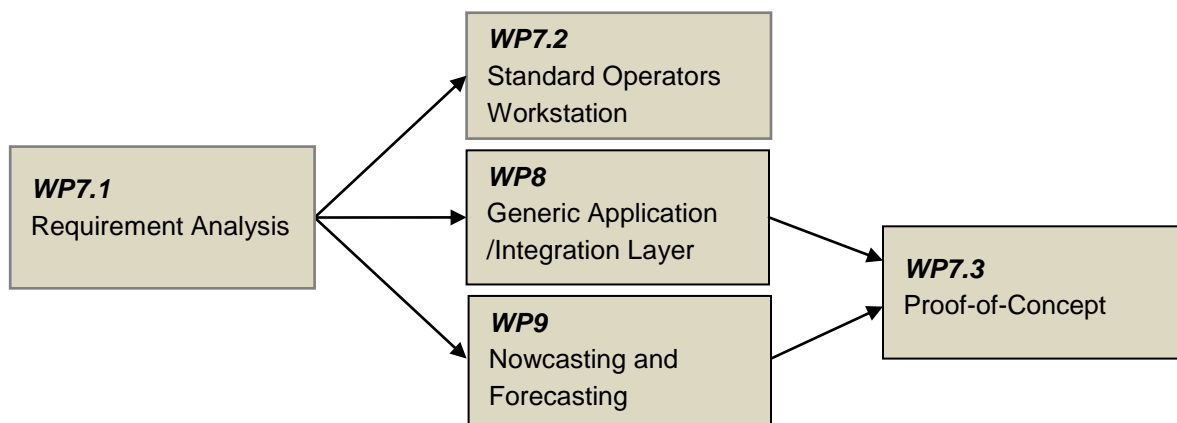 WP7.1
Requirement Analysis
WP7.2
Standard Operators
Workstation
WP8
Generic Application
/Integration Layer
WP9
Nowcasting and
Forecasting
WP7.3
Proof-of-Concept